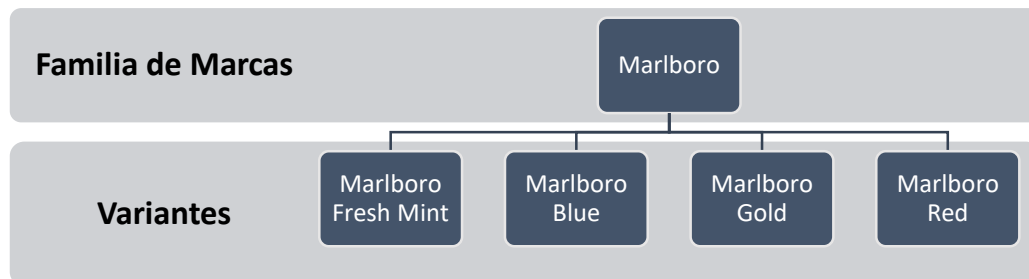 Familia de Marcas
Marlboro
Variantes
Marlboro
Fresh Mint
Marlboro
Blue
Marlboro
Gold
Marlboro
Red